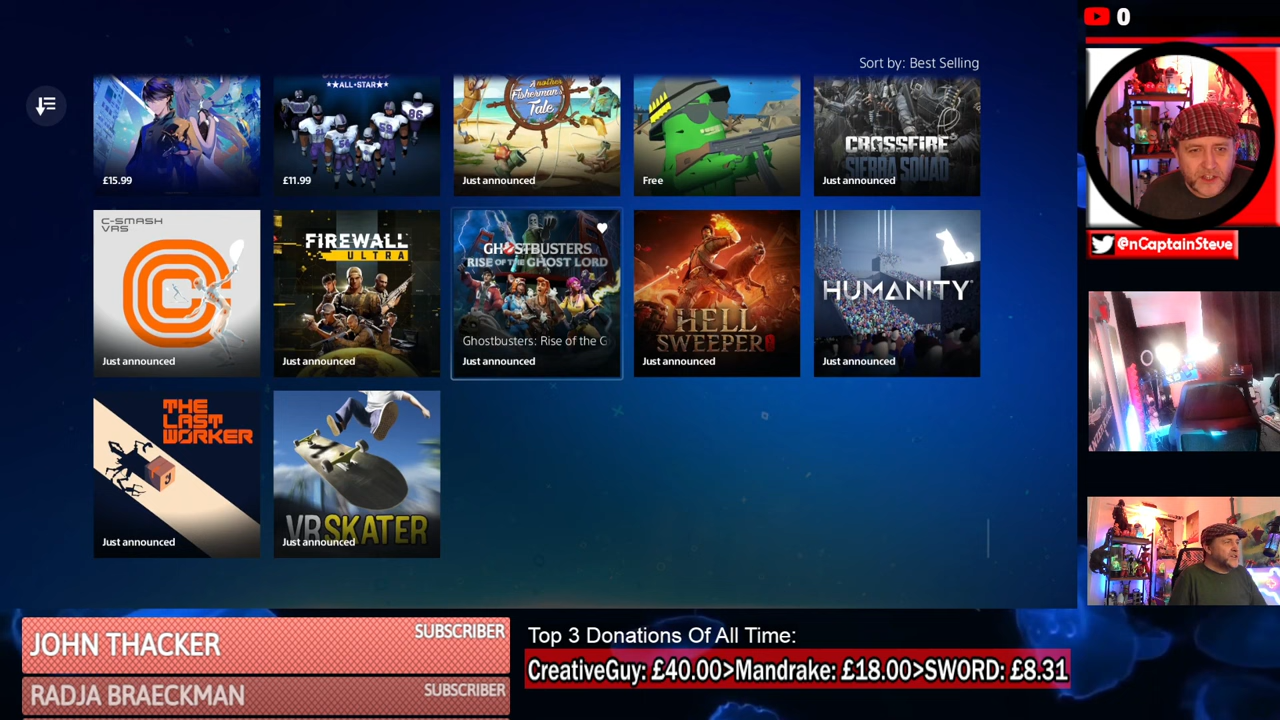 0
Sort by: Best Selling
@nCaptainSteve
£15.99
★ALL★STAR★
86
£11.99
Another
Fisherman's
Tale
Just announced
Free
CROSSFIRE
SIERRA SQUAD
Just announced
C-SMASH
VRS
Just announced
FIREWALL
ULTRA
Just announced
GHOSTBUSTERS
RISE OF THE GHOST LORD
Ghostbusters: Rise of the G
Just announced
HELL
SWEEPER
Just announced
HUMANITY
Just announced
THE
LAST
WORKER
Just announced
VR SKATER
Just announced
JOHN THACKER
SUBSCRIBER
RADJA BRAECKMAN
SUBSCRIBER
Top 3 Donations Of All Time:
CreativeGuy: £40.00>Mandrake: £18.00>SWORD: £8.31